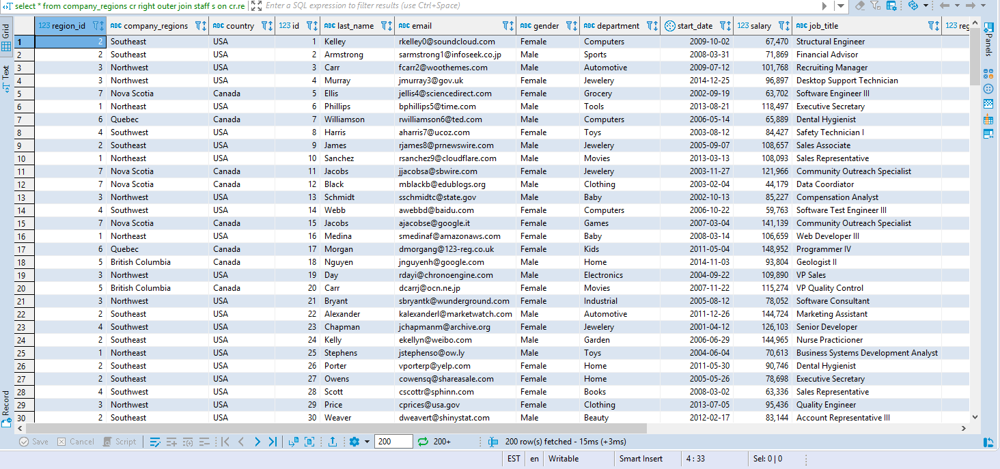 select * from company_regions cr right outer join staff s on cr.re Enter a SQL expression to filter results (use Ctrl+Space)
Grid
Text
Record
Panels
123 region_id ABC company_regions ABC country 123 id ABC last_name ABC email ABC gender ABC department start_date 123 salary ABC job_title 123 reg
1 2 Southeast USA 1 Kelley rkelley0@soundcloud.com Female Computers 2009-10-02 67,470 Structural Engineer
2 2 Southeast USA 2 Armstrong sarmstrong1@infoseek.co.jp Male Sports 2008-03-31 71,869 Financial Advisor
3 3 Northwest USA 3 Carr fcarr2@woothemes.com Male Automotive 2009-07-12 101,768 Recruiting Manager
4 3 Northwest USA 4 Murray jmurray3@gov.uk Female Jewelery 2014-12-25 96,897 Desktop Support Technician
5 7 Nova Scotia Canada 5 Ellis jellis4@sciencedirect.com Female Grocery 2002-09-19 63,702 Software Engineer III
6 1 Northeast USA 6 Phillips bphillips5@time.com Male Tools 2013-08-21 118,497 Executive Secretary
7 6 Quebec Canada 7 Williamson rwilliamson6@ted.com Male Computers 2006-05-14 65,889 Dental Hygienist
8 4 Southwest USA 8 Harris aharris7@ucoz.com Female Toys 2003-08-12 84,427 Safety Technician I
9 2 Southeast USA 9 James rjames8@prnewswire.com Male Jewelery 2005-09-07 108,657 Sales Associate
10 1 Northeast USA 10 Sanchez rsanchez9@cloudflare.com Male Movies 2013-03-13 108,093 Sales Representative
11 7 Nova Scotia Canada 11 Jacobs jjacobsa@sbwire.com Female Jewelery 2003-11-27 121,966 Community Outreach Specialist
12 7 Nova Scotia Canada 12 Black mblackb@edublogs.org Male Clothing 2003-02-04 44,179 Data Coordiator
13 3 Northwest USA 13 Schmidt sschmidtc@state.gov Male Baby 2002-10-13 85,227 Compensation Analyst
14 4 Southwest USA 14 Webb awebbd@baidu.com Female Computers 2006-10-22 59,763 Software Test Engineer III
15 7 Nova Scotia Canada 15 Jacobs ajacobse@google.it Female Games 2007-03-04 141,139 Community Outreach Specialist
16 1 Northeast USA 16 Medina smedinaf@amazonaws.com Female Baby 2008-03-14 106,659 Web Developer III
17 6 Quebec Canada 17 Morgan dmorgang@123-reg.co.uk Female Kids 2011-05-04 148,952 Programmer IV
18 5 British Columbia Canada 18 Nguyen jnguyenh@google.com Male Home 2014-11-03 93,804 Geologist II
19 3 Northwest USA 19 Day rdayi@chronoengine.com Male Electronics 2004-09-22 109,890 VP Sales
20 5 British Columbia Canada 20 Carr dcarrj@ocn.ne.jp Female Movies 2007-11-22 115,274 VP Quality Control
21 3 Northwest USA 21 Bryant sbryantk@wunderground.com Female Industrial 2005-08-12 78,052 Software Consultant
22 2 Southeast USA 22 Alexander kalexanderl@marketwatch.com Male Automotive 2011-12-26 144,724 Marketing Assistant
23 4 Southwest USA 23 Chapman jchapmanm@archive.org Female Jewelery 2001-04-12 126,103 Senior Developer
24 2 Southeast USA 24 Kelly ekellyn@weibo.com Male Garden 2006-06-29 144,965 Nurse Practicioner
25 1 Northeast USA 25 Stephens jstephenso@ow.ly Male Toys 2004-06-04 70,613 Business Systems Development Analyst
26 2 Southeast USA 26 Porter vporterp@yelp.com Female Home 2011-05-30 90,746 Dental Hygienist
27 2 Southeast USA 27 Owens cowensq@shareasale.com Female Home 2005-05-26 78,698 Executive Secretary
28 4 Southwest USA 28 Scott cscottr@sphinn.com Female Books 2008-03-02 63,336 Sales Representative
29 3 Northwest USA 29 Price cprices@usa.gov Female Clothing 2013-07-05 95,436 Quality Engineer
30 2 Southeast USA 30 Weaver dweavert@shinystat.com Male Beauty 2012-02-17 83,144 Account Representative III
Save Cancel Script 200 200+ 200 row(s) fetched - 15ms (+3ms)
EST en Writable Smart Insert 4 : 33 Sel: 0 | 0